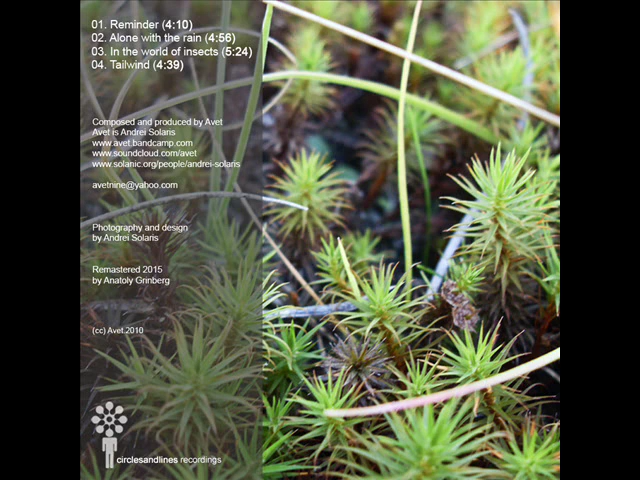 01. Reminder (4:10)
02. Alone with the rain (4:56)
03. In the world of insects (5:24)
04. Tailwind (4:39)
Composed and produced by Avet
Avet is Andrei Solaris
www.avet.bandcamp.com
www.soundcloud.com/avet
www.solanic.org/people/andrei-solaris
avetnine@yahoo.com
Photography and design
by Andrei Solaris
Remastered 2015
by Anatoly Grinberg
(cc) Avet.2010
circlesandlines recordings